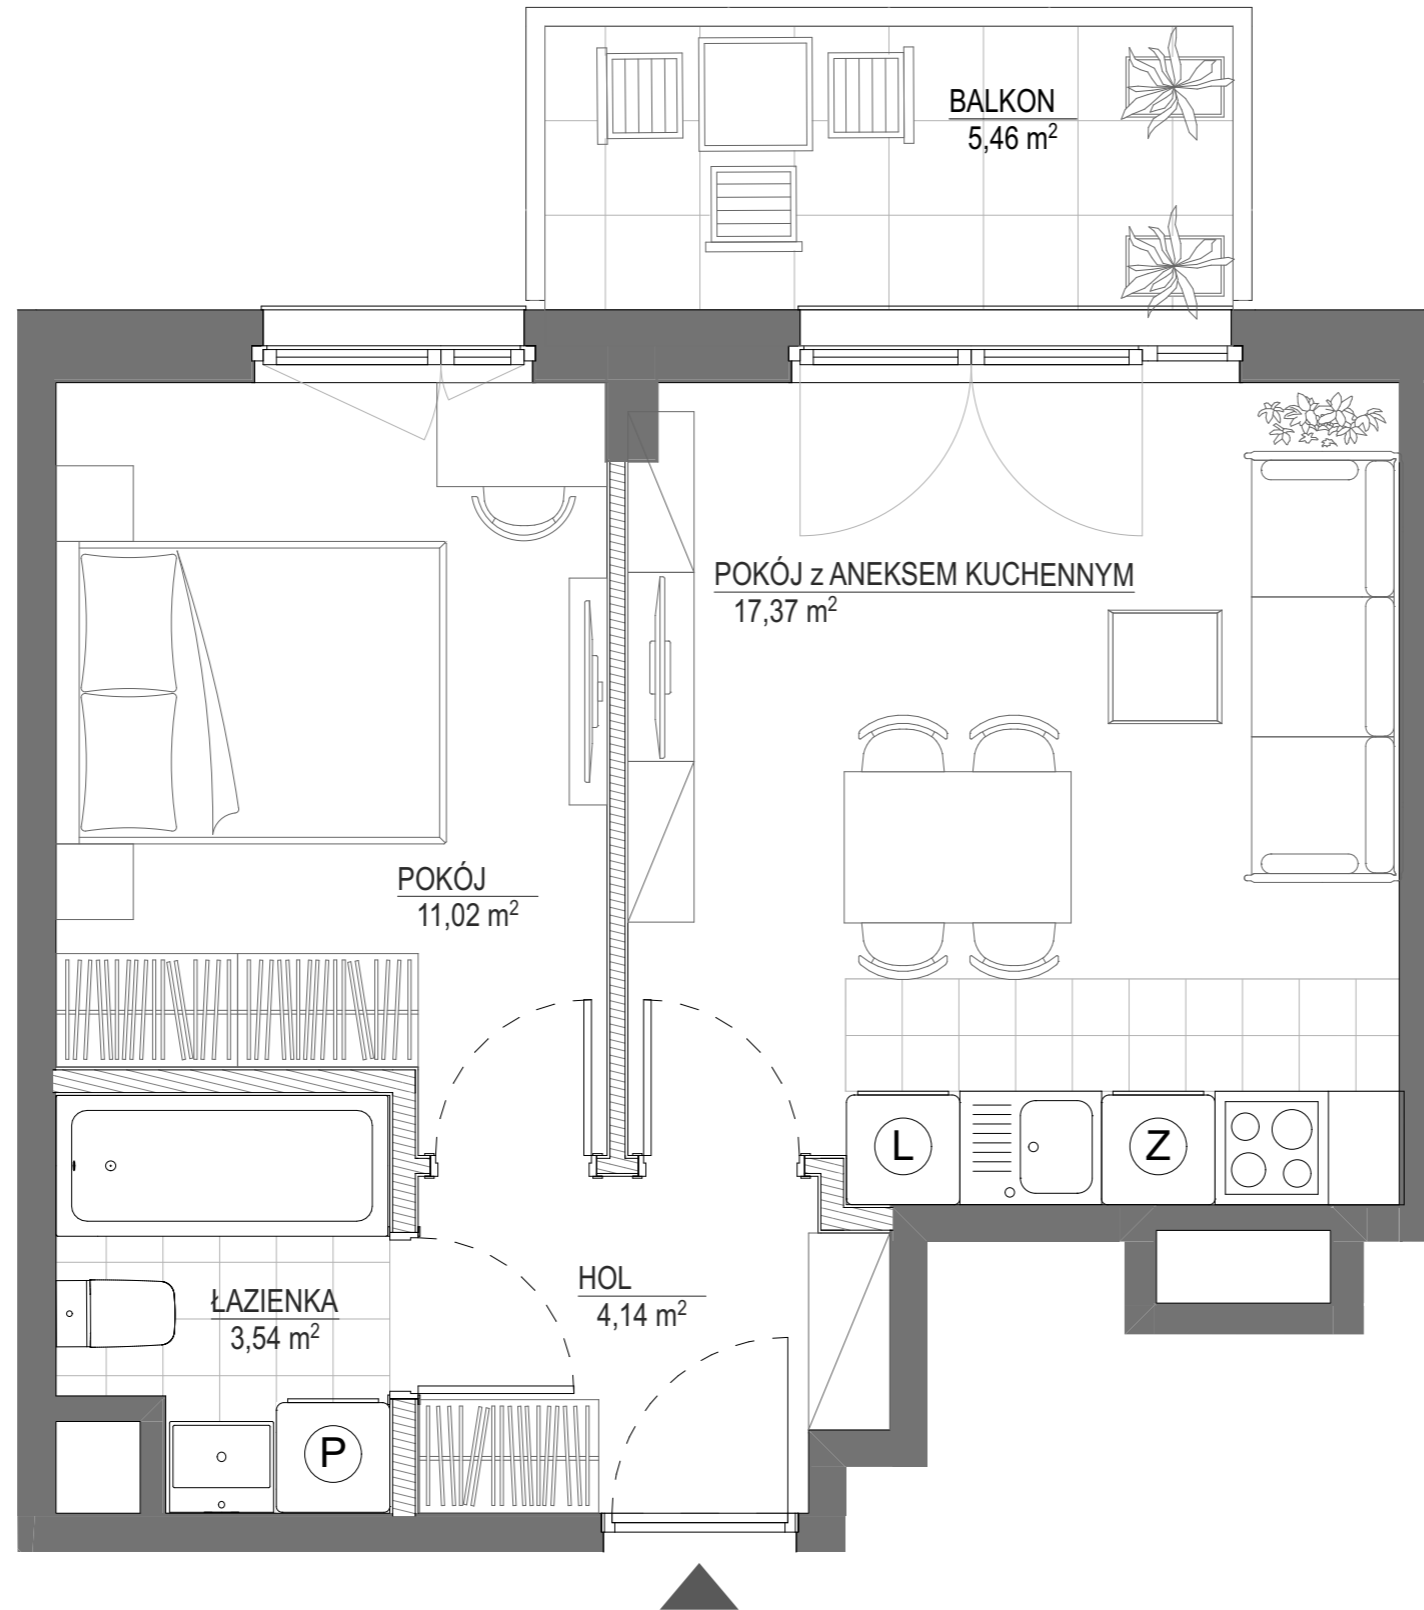 BALKON
5,46 m²
POKÓJ z ANEKSEM KUCHENNYM
17,37 m²
POKÓJ
11,02 m²
L
Z
HOL
4,14 m²
ŁAZIENKA
3,54 m²
P